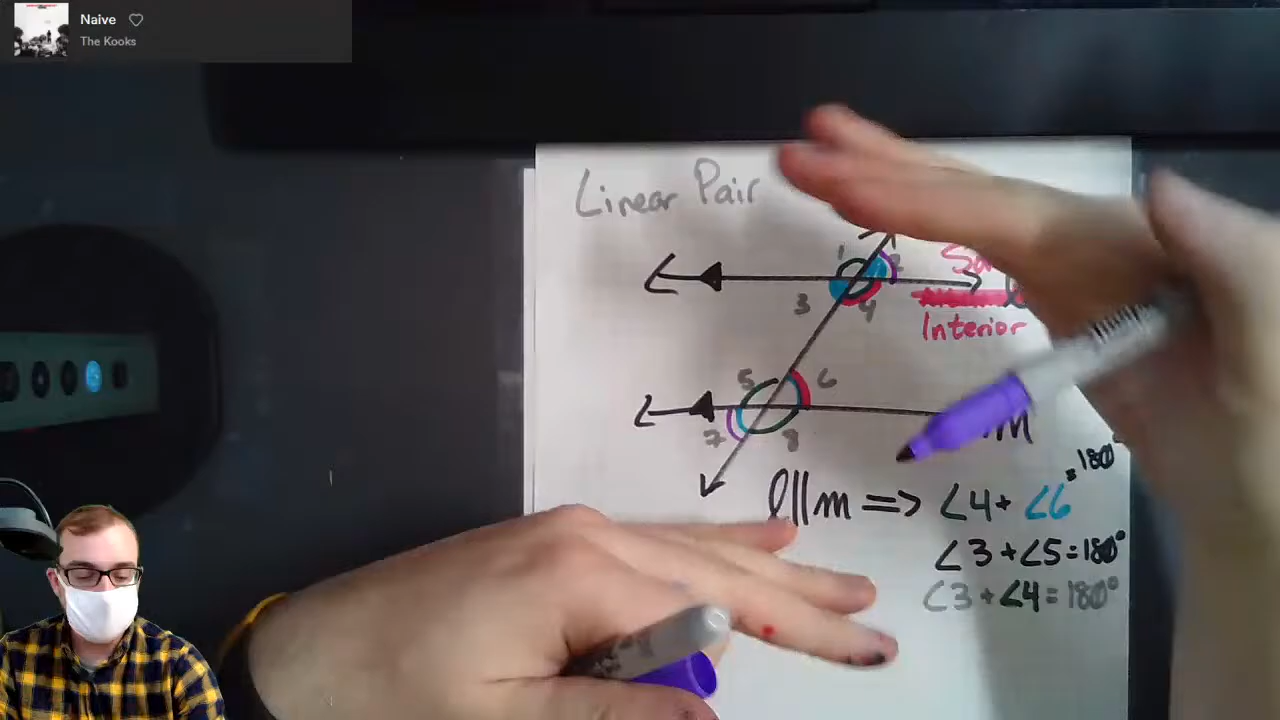 Naive
The Kooks
Linear Pair
1 2
3 4
Interior
5 6
7 8
m
l||m => ∠4+ ∠6 = 180°
∠3+∠5=180°
∠3+∠4=180°